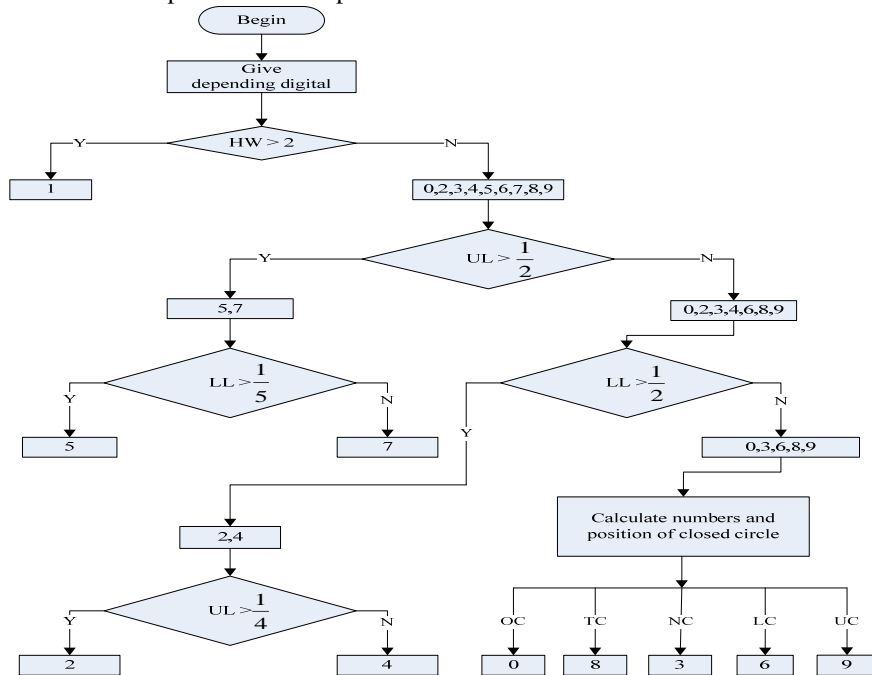 Begin
Give
depending digital
HW > 2
Y
N
1
0,2,3,4,5,6,7,8,9
UL > 1/2
Y
N
5,7
0,2,3,4,6,8,9
LL > 1/5
LL > 1/2
Y
N
Y
N
5
7
0,3,6,8,9
2,4
Calculate numbers and
position of closed circle
UL > 1/4
Y
N
OC
TC
NC
LC
UC
2
4
0
8
3
6
9